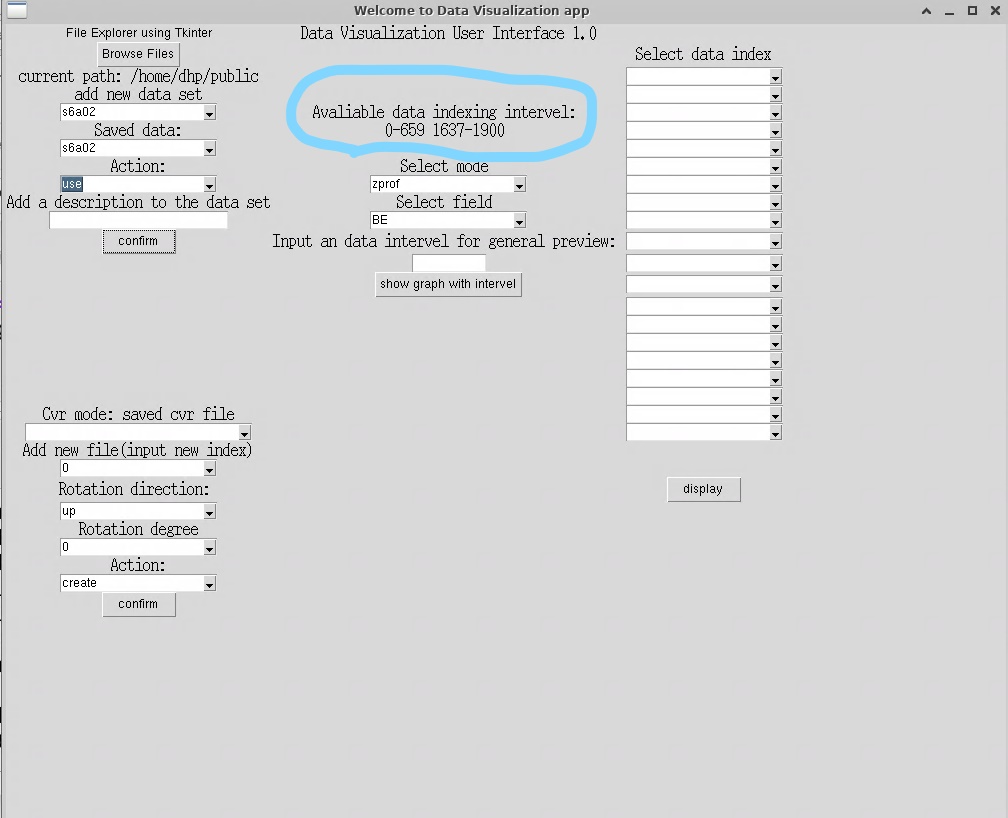 Welcome to Data Visualization app
File Explorer using Tkinter
Browse Files
current path: /home/dhp/public
add new data set
s6a02
Saved data:
s6a02
Action:
use
Add a description to the data set
confirm
Cvr mode: saved cvr file
Add new file(input new index)
0
Rotation direction:
up
Rotation degree
0
Action:
create
confirm
Data Visualization User Interface 1.0
Avaliable data indexing intervel:
0-659 1637-1900
Select mode
zprof
Select field
BE
Input an data intervel for general preview:
show graph with intervel
Select data index
display